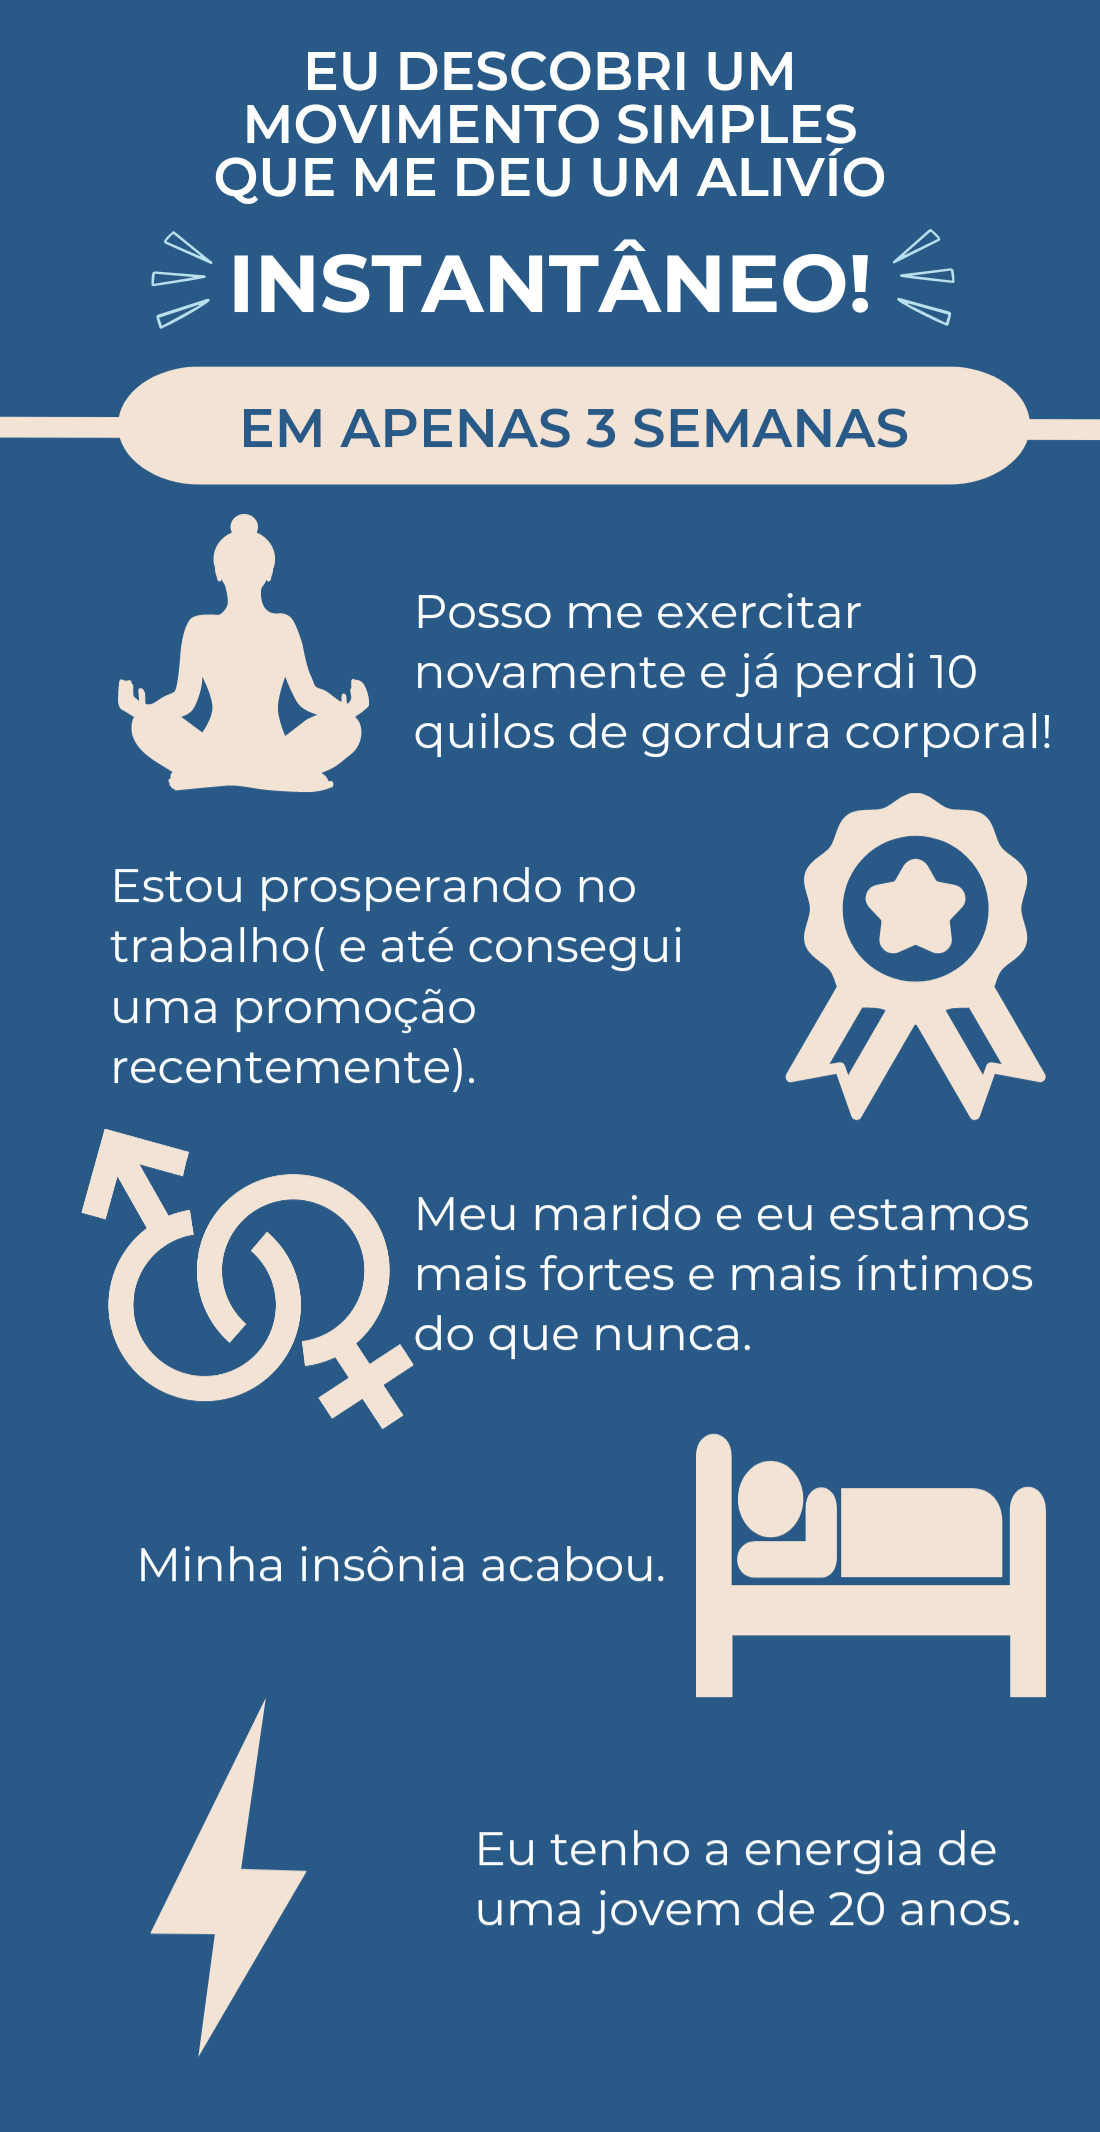 EU DESCOBRI UM
MOVIMENTO SIMPLES
QUE ME DEU UM ALIVÍO
INSTANTÂNEO!
EM APENAS 3 SEMANAS
Posso me exercitar
novamente e já perdi 10
quilos de gordura corporal!
Estou prosperando no
trabalho( e até consegui
uma promoção
recentemente).
Meu marido e eu estamos
mais fortes e mais íntimos
do que nunca.
Minha insônia acabou.
Eu tenho a energia de
uma jovem de 20 anos.